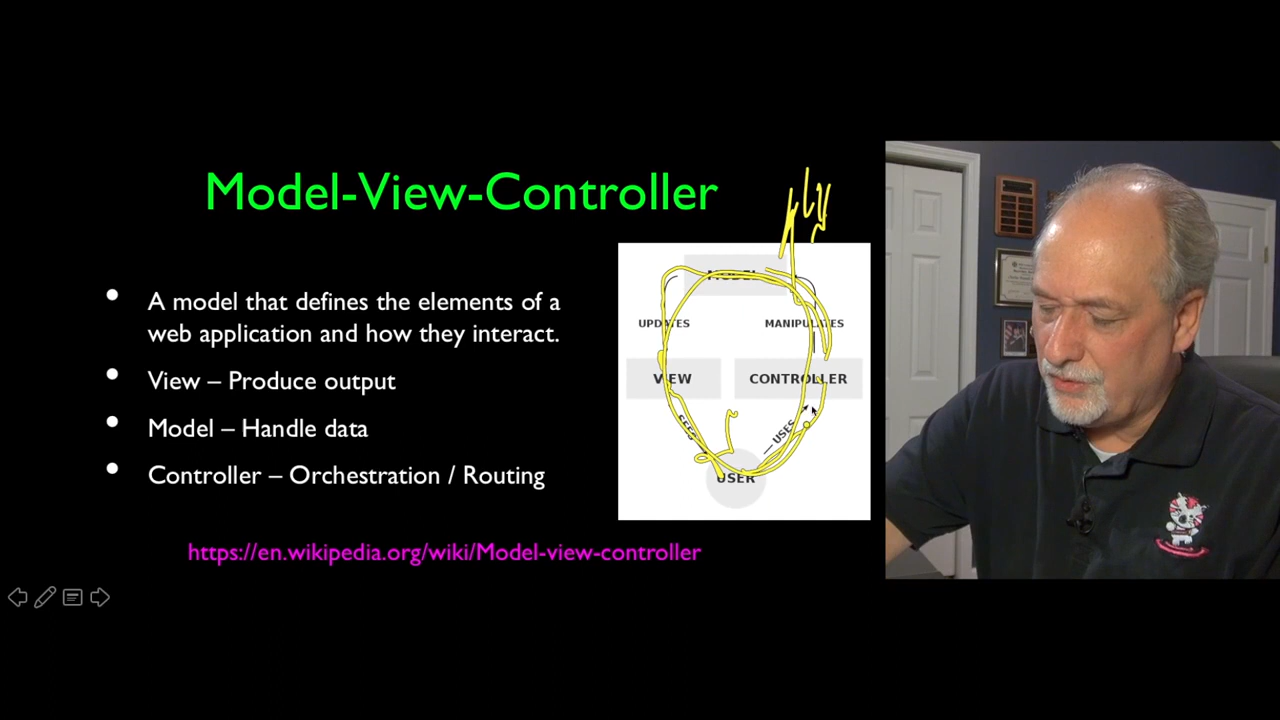 Model-View-Controller
A model that defines the elements of a
web application and how they interact.
View – Produce output
Model – Handle data
Controller – Orchestration / Routing
https://en.wikipedia.org/wiki/Model-view-controller
MODEL
UPDATES
MANIPULATES
VIEW
CONTROLLER
SEES
USES
USER